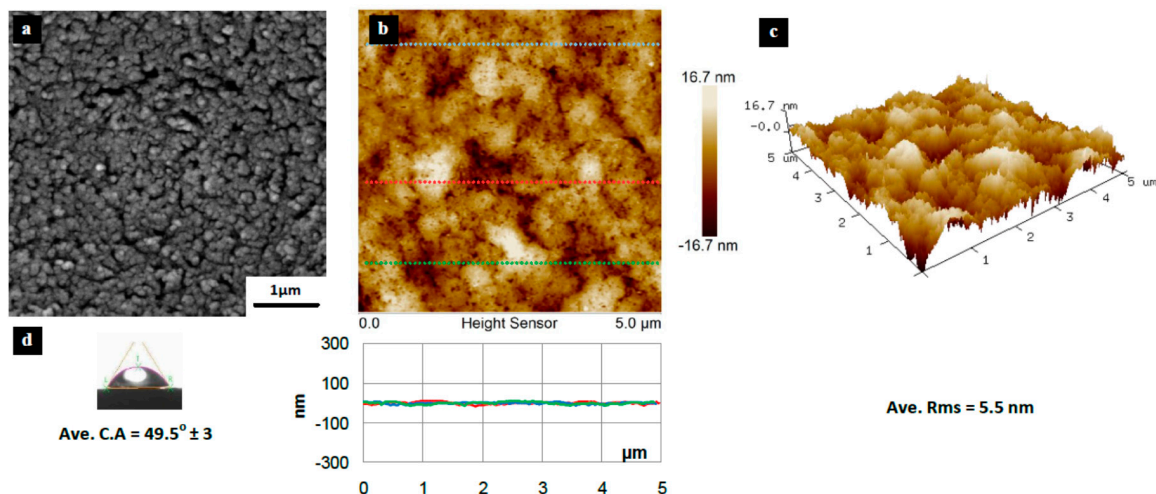 a
1µm
b
16.7 nm
-16.7 nm
0.0 Height Sensor 5.0 µm
c
16.7 nm
-0.0
5 um
4
3
2
1
5 um
4
3
2
1
d
Ave. C.A = 49.5° ± 3
300
100
-100
-300
nm
µm
0 1 2 3 4 5
Ave. Rms = 5.5 nm